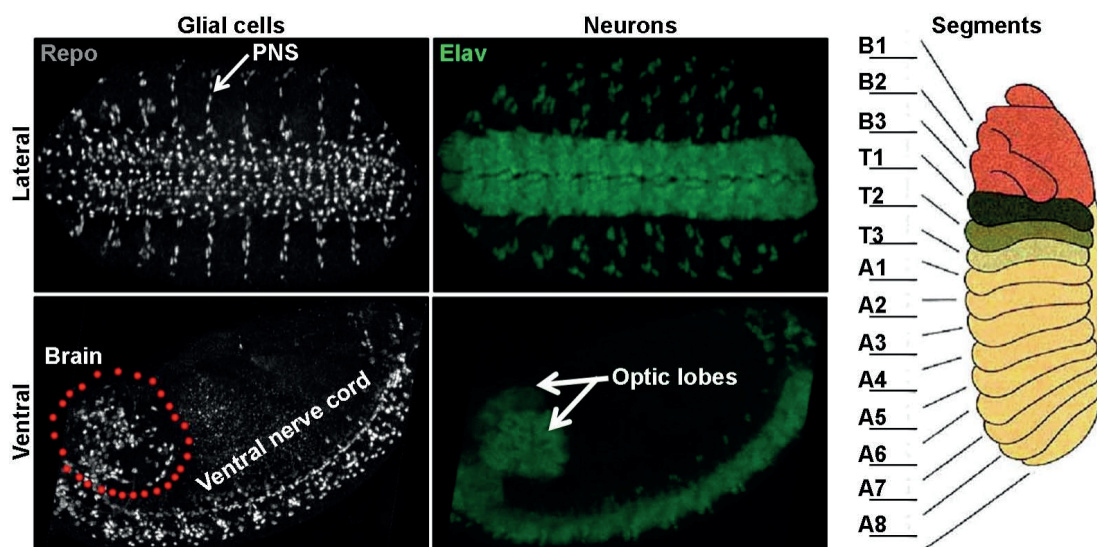 Glial cells
Neurons
Segments
Repo
PNS
Elav
Lateral
Brain
Ventral nerve cord
Optic lobes
Ventral
B1
B2
B3
T1
T2
T3
A1
A2
A3
A4
A5
A6
A7
A8